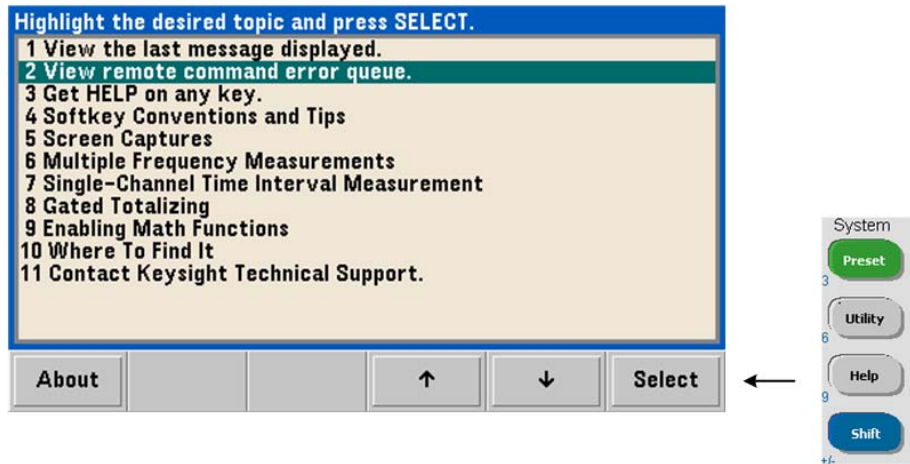 Highlight the desired topic and press SELECT.
1 View the last message displayed.
2 View remote command error queue.
3 Get HELP on any key.
4 Softkey Conventions and Tips
5 Screen Captures
6 Multiple Frequency Measurements
7 Single-Channel Time Interval Measurement
8 Gated Totalizing
9 Enabling Math Functions
10 Where To Find It
11 Contact Keysight Technical Support.
About ↑ ↓ Select
System
Preset
3
Utility
6
Help
9
Shift
+/-